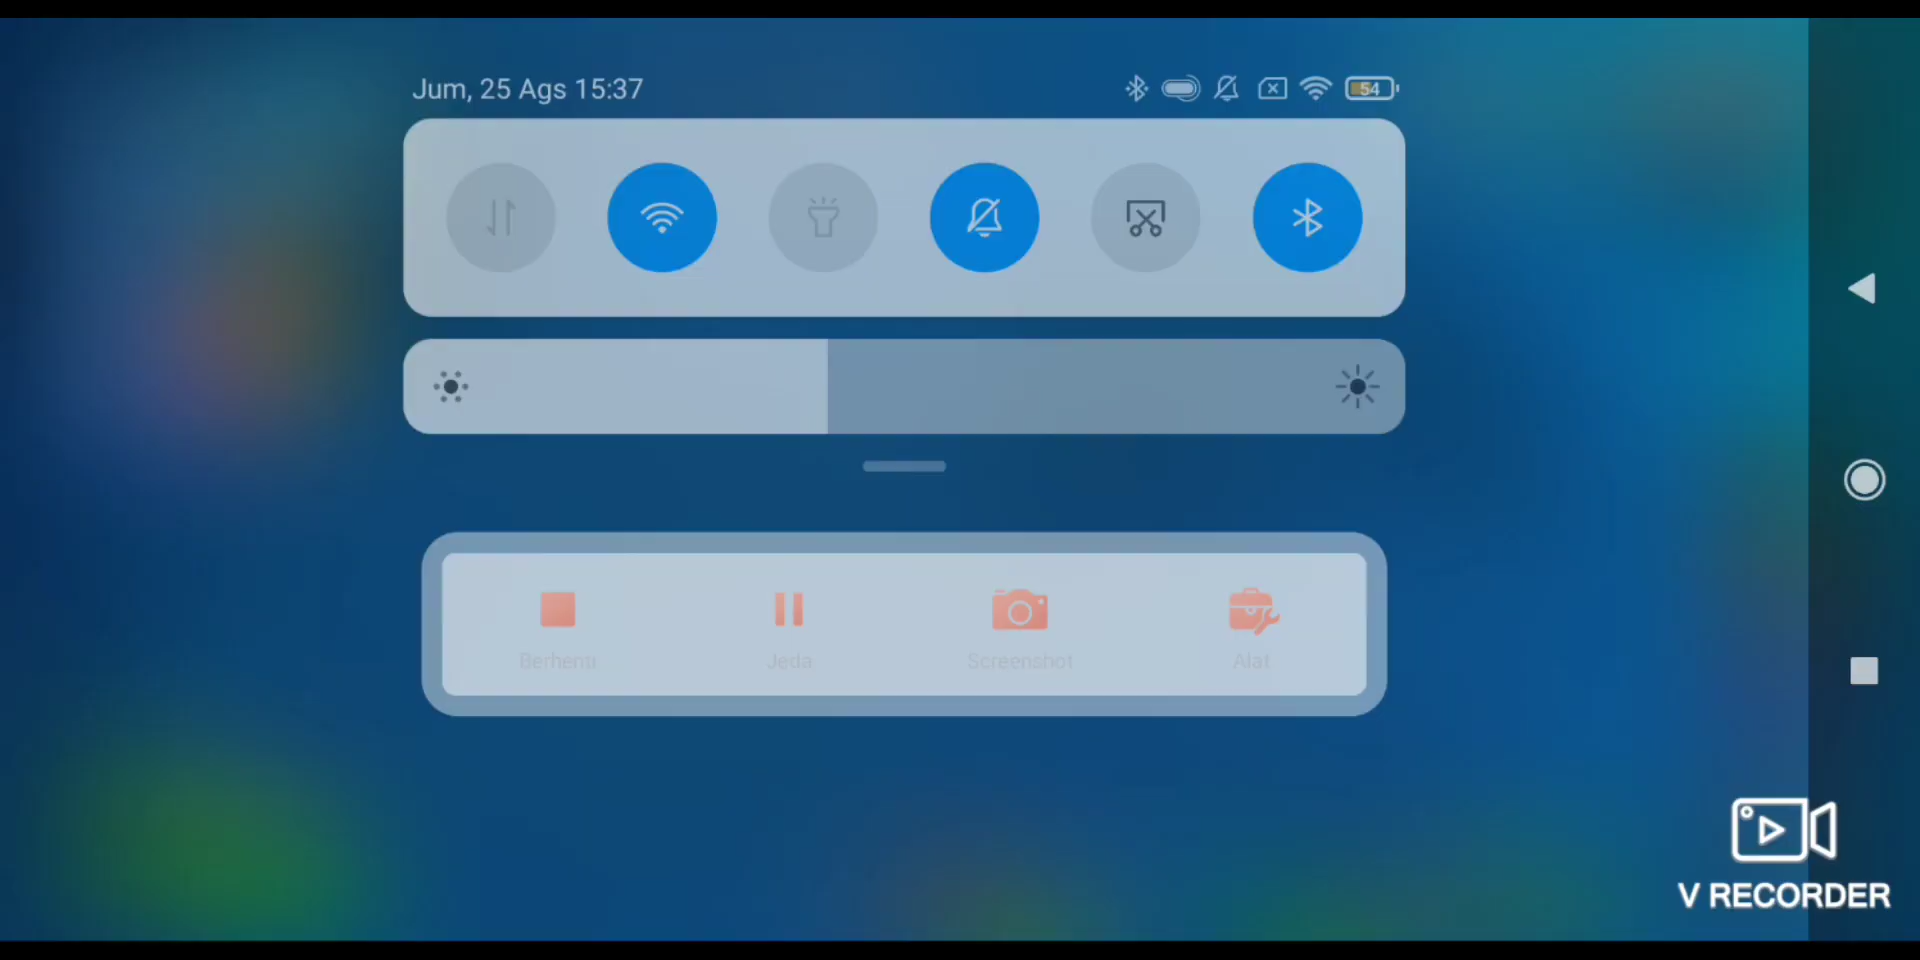 Jum, 25 Ags 15:37
54
Berhenti
Jeda
Screenshot
Alat
V RECORDER